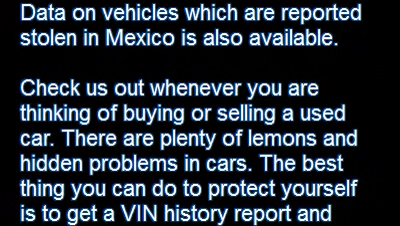 Data on vehicles which are reported
stolen in Mexico is also available.
Check us out whenever you are
thinking of buying or selling a used
car. There are plenty of lemons and
hidden problems in cars. The best
thing you can do to protect yourself
is to get a VIN history report and